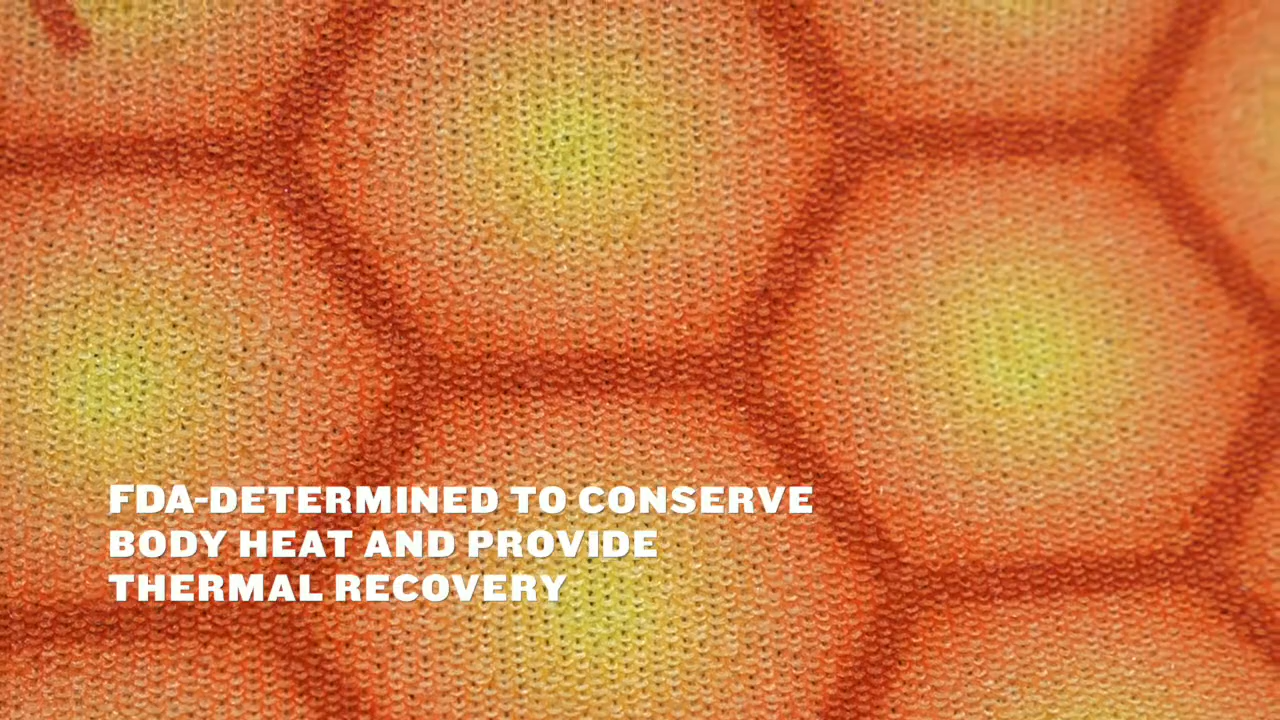 FDA-DETERMINED TO CONSERVE
BODY HEAT AND PROVIDE
THERMAL RECOVERY